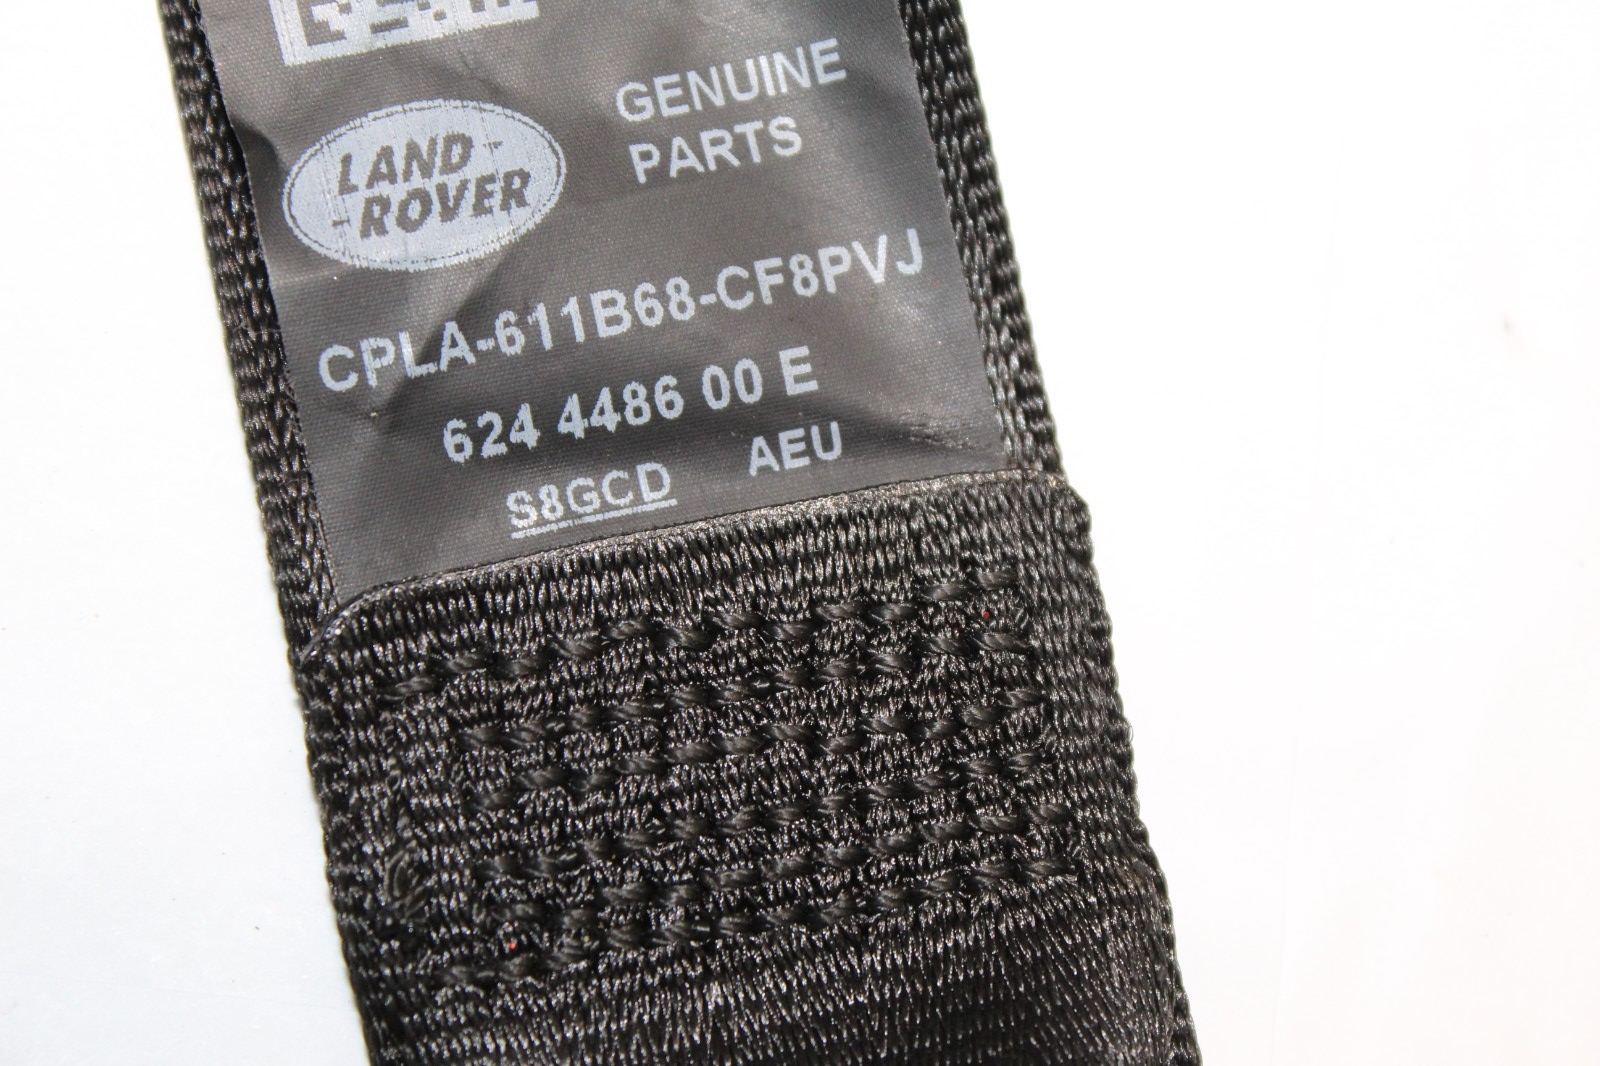 GENUINE
PARTS
LAND-
-ROVER
CPLA-611B68-CF8PVJ
624 4486 00 E
S8GCD AEU